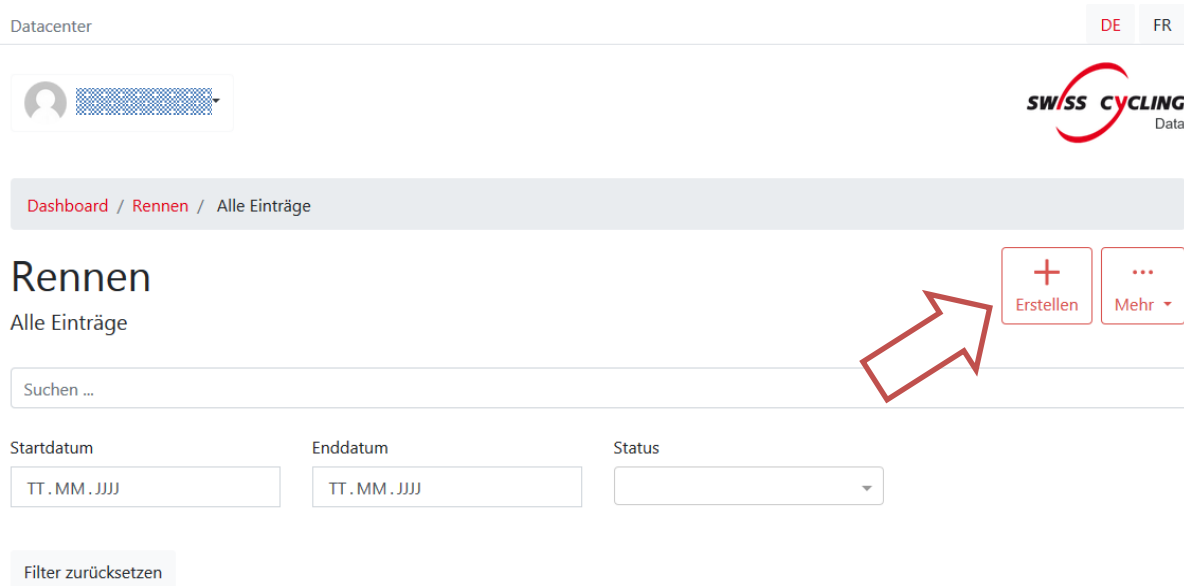 Datacenter
DE FR
SWISS CYCLING
Data
Dashboard / Rennen / Alle Einträge
Rennen
Alle Einträge
Erstellen
Mehr
Suchen ...
Startdatum Enddatum Status
TT.MM.JJJJ TT.MM.JJJJ
Filter zurücksetzen